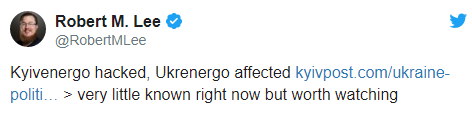 Robert M. Lee
@RobertMLee
Kyivenergo hacked, Ukrenergo affected kyivpost.com/ukraine-
politi… > very little known right now but worth watching